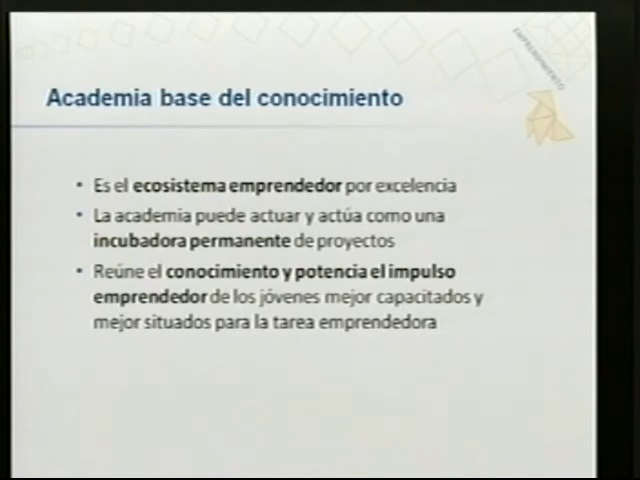 EMPRENDIMIENTO
Academia base del conocimiento
• Es el ecosistema emprendedor por excelencia
• La academia puede actuar y actúa como una
incubadora permanente de proyectos
• Reúne el conocimiento y potencia el impulso
emprendedor de los jóvenes mejor capacitados y
mejor situados para la tarea emprendedora